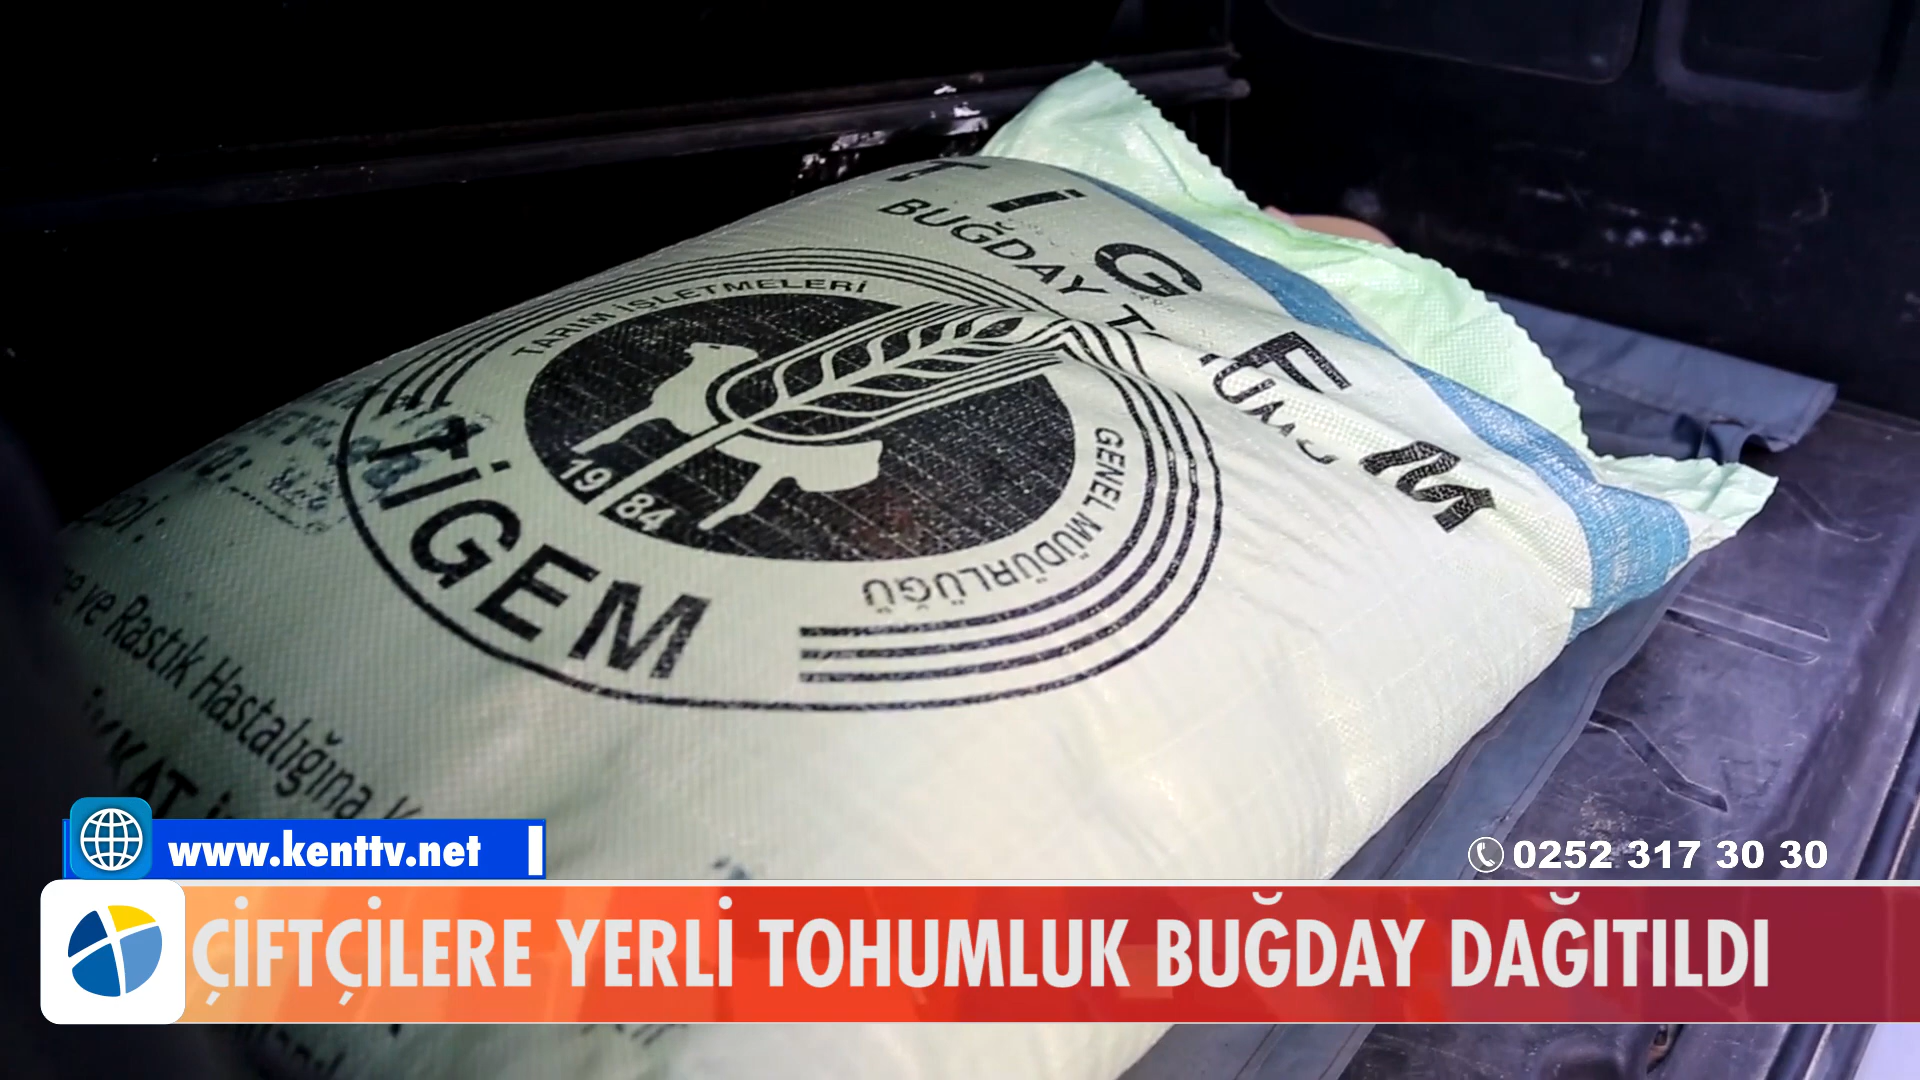 TİGEM
BUĞDAY TOHUMU
TARIM İŞLETMELERİ
GENEL MÜDÜRLÜĞÜ
19 84
TİGEM
ve Rastık Hastalığına
www.kenttv.net
0252 317 30 30
ÇİFTÇİLERE YERLİ TOHUMLUK BUĞDAY DAĞITILDI